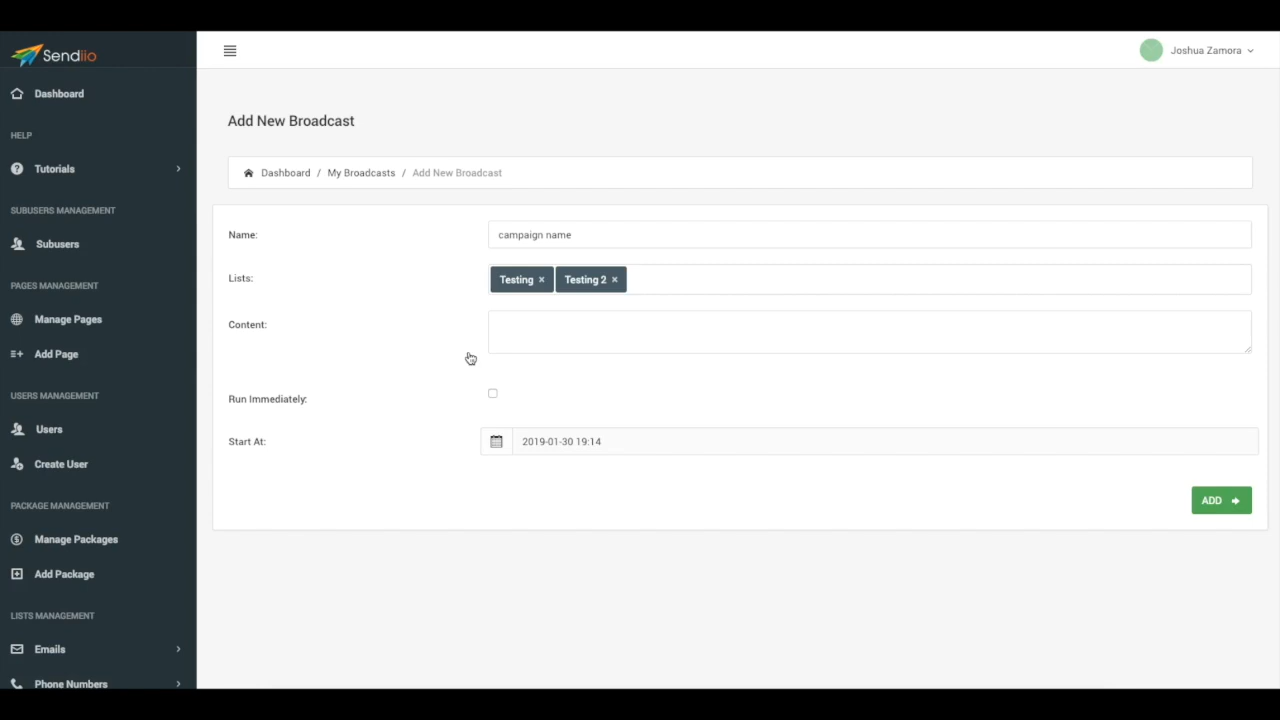 Sendiio
Joshua Zamora
Dashboard
HELP
Tutorials
SUBUSERS MANAGEMENT
Subusers
PAGES MANAGEMENT
Manage Pages
Add Page
USERS MANAGEMENT
Users
Create User
PACKAGE MANAGEMENT
Manage Packages
Add Package
LISTS MANAGEMENT
Emails
Phone Numbers
Add New Broadcast
Dashboard / My Broadcasts / Add New Broadcast
Name: campaign name
Lists: Testing × Testing 2 ×
Content:
Run Immediately:
Start At: 2019-01-30 19:14
ADD